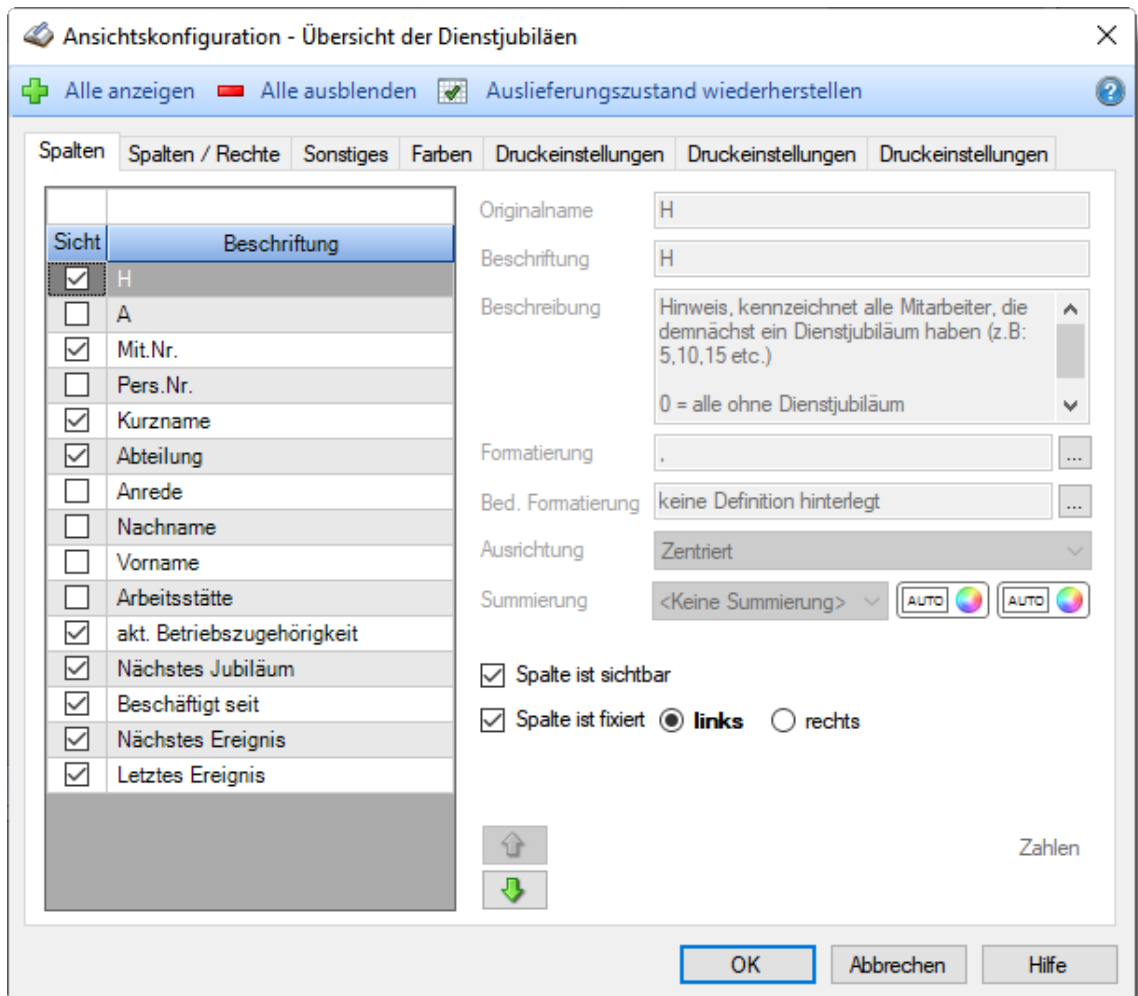 Ansichtskonfiguration - Übersicht der Dienstjubiläen
Alle anzeigen Alle ausblenden Auslieferungszustand wiederherstellen
Spalten Spalten / Rechte Sonstiges Farben Druckeinstellungen Druckeinstellungen Druckeinstellungen
Sicht Beschriftung
H
A
Mit.Nr.
Pers.Nr.
Kurzname
Abteilung
Anrede
Nachname
Vorname
Arbeitsstätte
akt. Betriebszugehörigkeit
Nächstes Jubiläum
Beschäftigt seit
Nächstes Ereignis
Letztes Ereignis
Originalname H
Beschriftung H
Beschreibung Hinweis, kennzeichnet alle Mitarbeiter, die
demnächst ein Dienstjubiläum haben (z.B:
5,10,15 etc.)
0 = alle ohne Dienstjubiläum
Formatierung , ...
Bed. Formatierung keine Definition hinterlegt ...
Ausrichtung Zentriert
Summierung <Keine Summierung> AUTO AUTO
Spalte ist sichtbar
Spalte ist fixiert links rechts
Zahlen
OK Abbrechen Hilfe